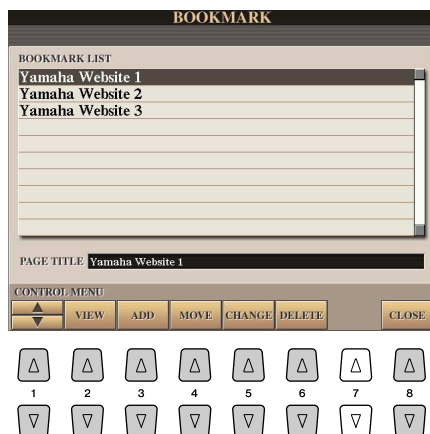 BOOKMARK
BOOKMARK LIST
Yamaha Website 1
Yamaha Website 2
Yamaha Website 3
PAGE TITLE Yamaha Website 1
CONTROL MENU
VIEW ADD MOVE CHANGE DELETE CLOSE
1 2 3 4 5 6 7 8